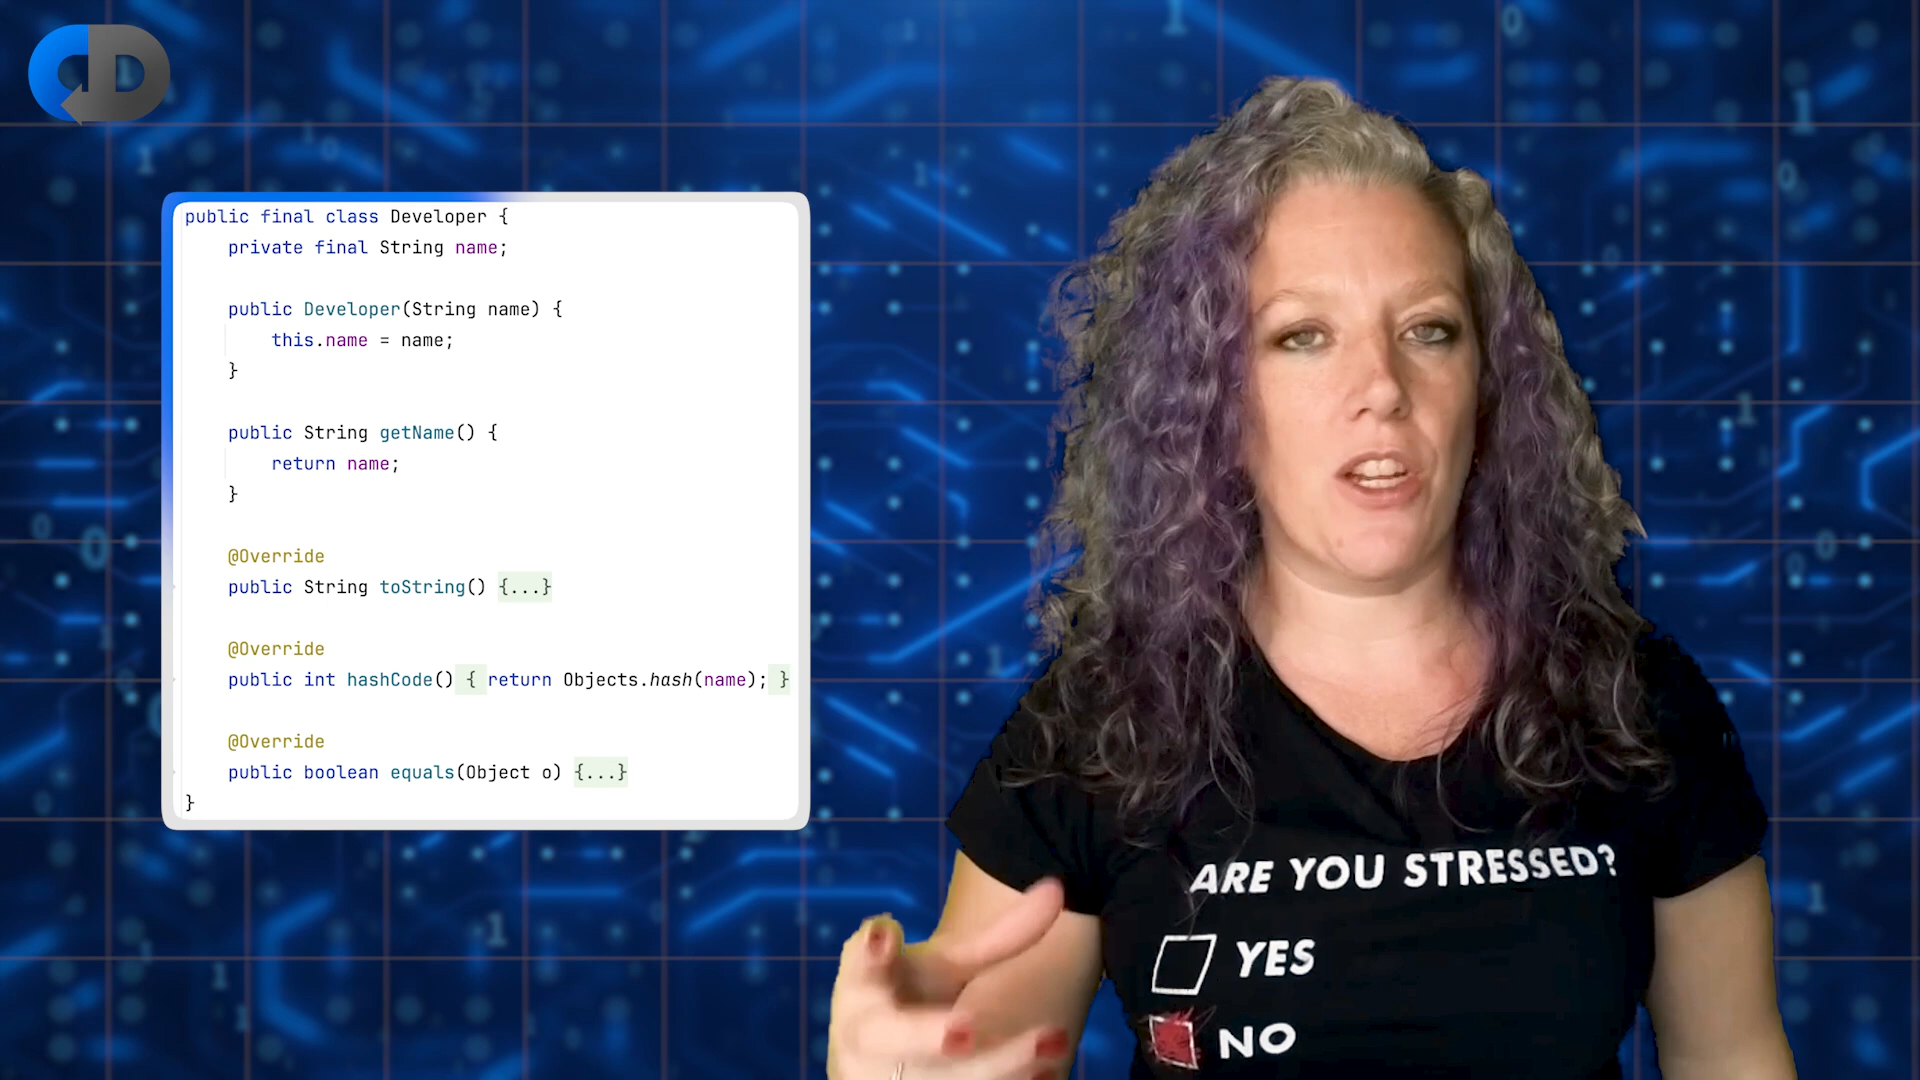 public final class Developer {
private final String name;
public Developer(String name) {
this.name = name;
}
public String getName() {
return name;
}
@Override
public String toString() {...}
@Override
public int hashCode() { return Objects.hash(name); }
@Override
public boolean equals(Object o) {...}
}
ARE YOU STRESSED?
YES
NO